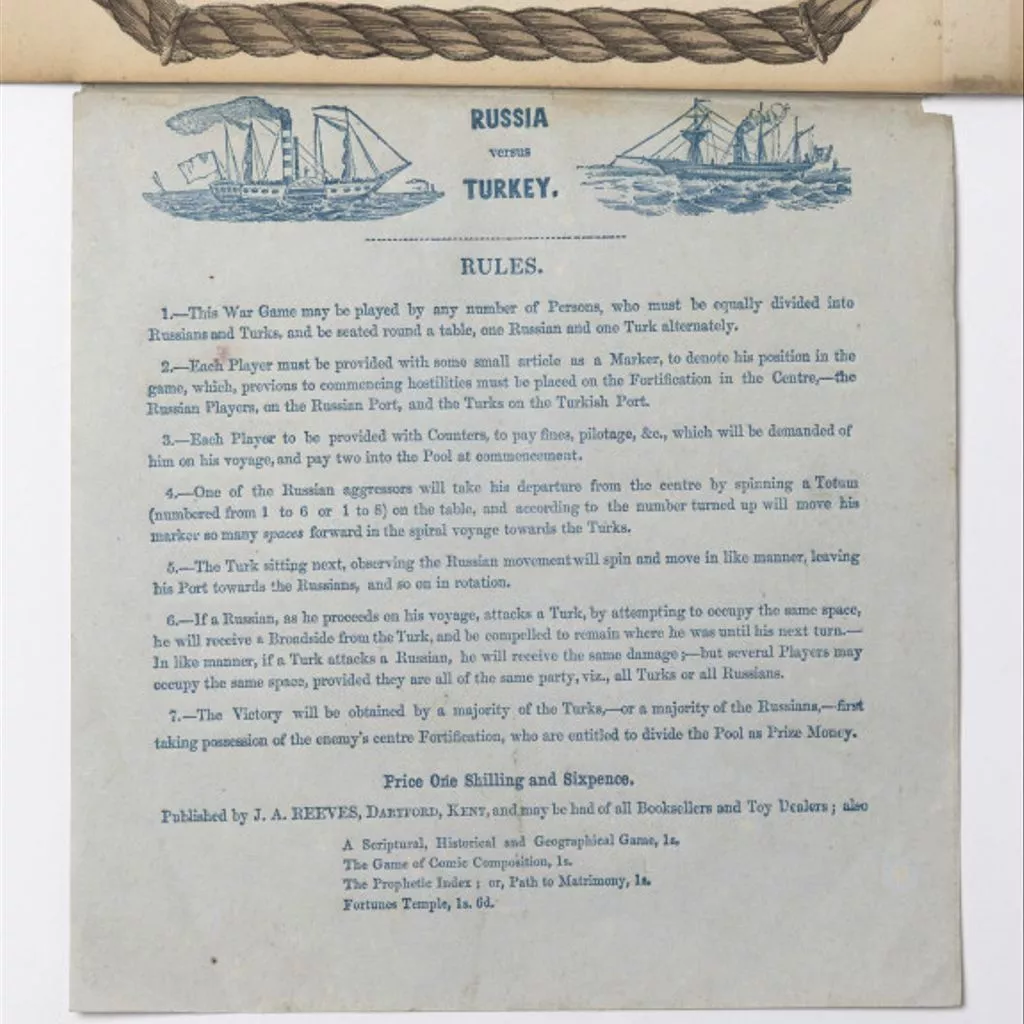 RUSSIA
versus
TURKEY.
RULES.
1.—This War Game may be played by any number of Persons, who must be equally divided into
Russians and Turks, and be seated round a table, one Russian and one Turk alternately.
2.—Each Player must be provided with some small article as a Marker, to denote his position in the
game, which, previous to commencing hostilities must be placed on the Fortification in the Centre,—the
Russian Players, on the Russian Port, and the Turks on the Turkish Port.
3.—Each Player to be provided with Counters, to pay fines, pilotage, &c., which will be demanded of
him on his voyage, and pay two into the Pool at commencement.
4.—One of the Russian aggressors will take his departure from the centre by spinning a Totum
(numbered from 1 to 6 or 1 to 8) on the table, and according to the number turned up will move his
marker so many spaces forward in the spiral voyage towards the Turks.
5.—The Turk sitting next, observing the Russian movement will spin and move in like manner, leaving
his Port towards the Russians, and so on in rotation.
6.—If a Russian, as he proceeds on his voyage, attacks a Turk, by attempting to occupy the same space,
he will receive a Broadside from the Turk, and be compelled to remain where he was until his next turn.—
In like manner, if a Turk attacks a Russian, he will receive the same damage;—but several Players may
occupy the same space, provided they are all of the same party, viz., all Turks or all Russians.
7.—The Victory will be obtained by a majority of the Turks,—or a majority of the Russians,—first
taking possession of the enemy's centre Fortification, who are entitled to divide the Pool as Prize Money.
Price One Shilling and Sixpence.
Published by J. A. REEVES, DARTFORD, KENT, and may be had of all Booksellers and Toy Dealers; also
A Scriptural, Historical and Geographical Game, 1s.
The Game of Comic Composition, 1s.
The Prophetic Index; or, Path to Matrimony, 1s.
Fortunes Temple, 1s. 6d.